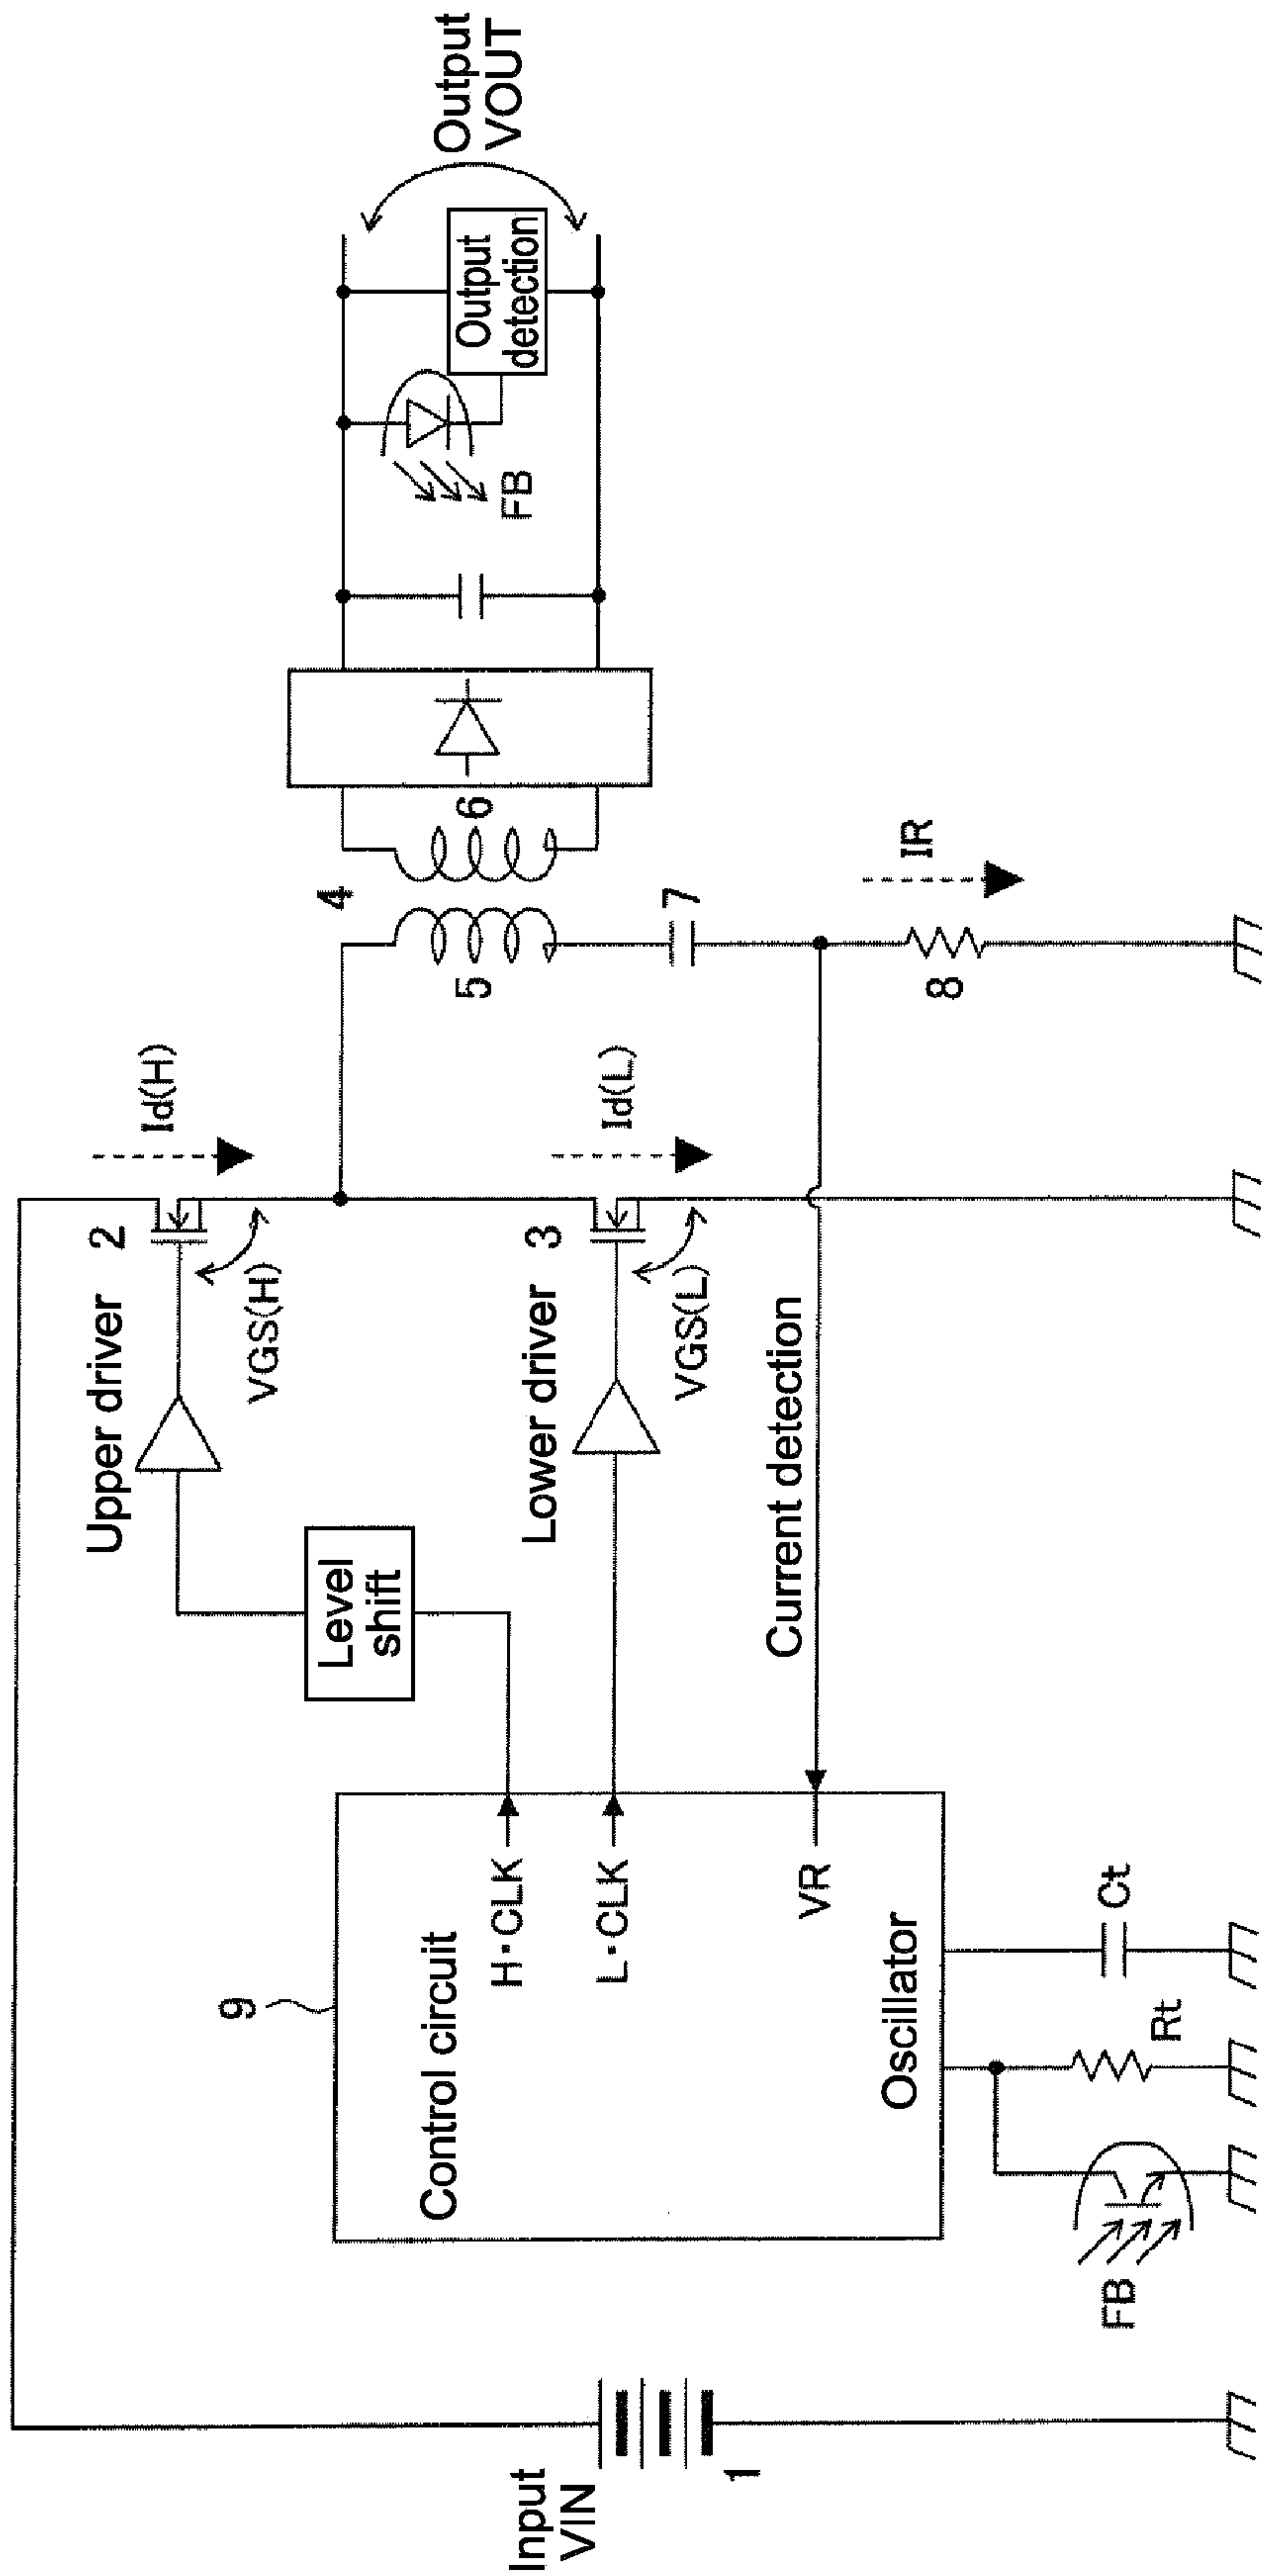 Input
VIN
1
9
Control circuit
H・CLK
L・CLK
VR
Oscillator
FB
Rt
Ct
Level
shift
Upper driver
Lower driver
Current detection
2
VGS(H)
Id(H)
3
VGS(L)
Id(L)
4
5
6
7
8
IR
FB
Output
detection
Output
VOUT